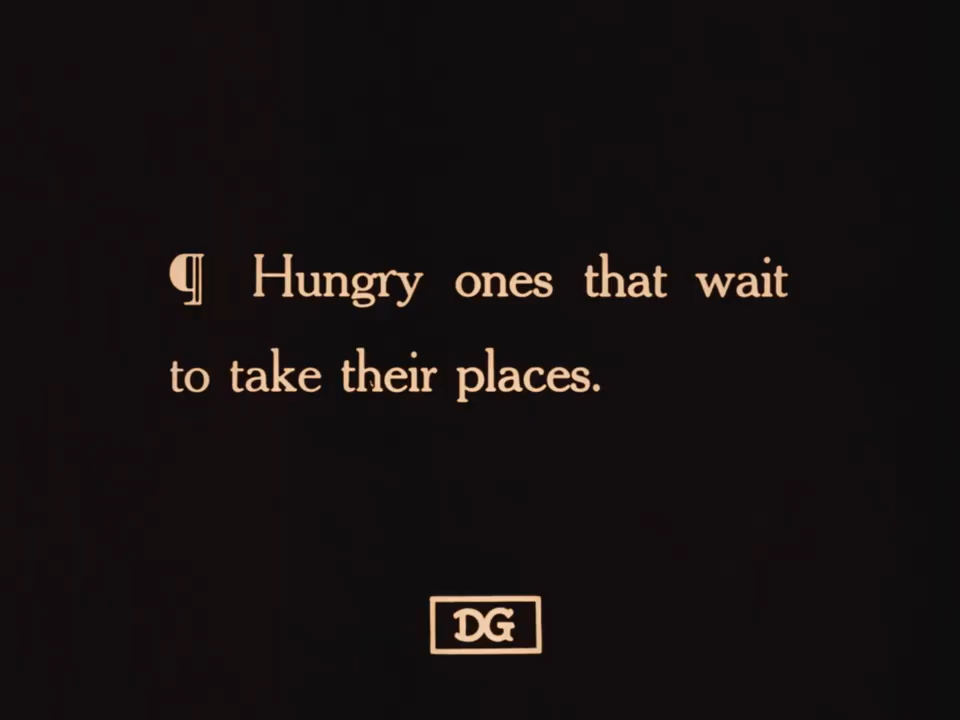 ¶ Hungry ones that wait
to take their places.
DG